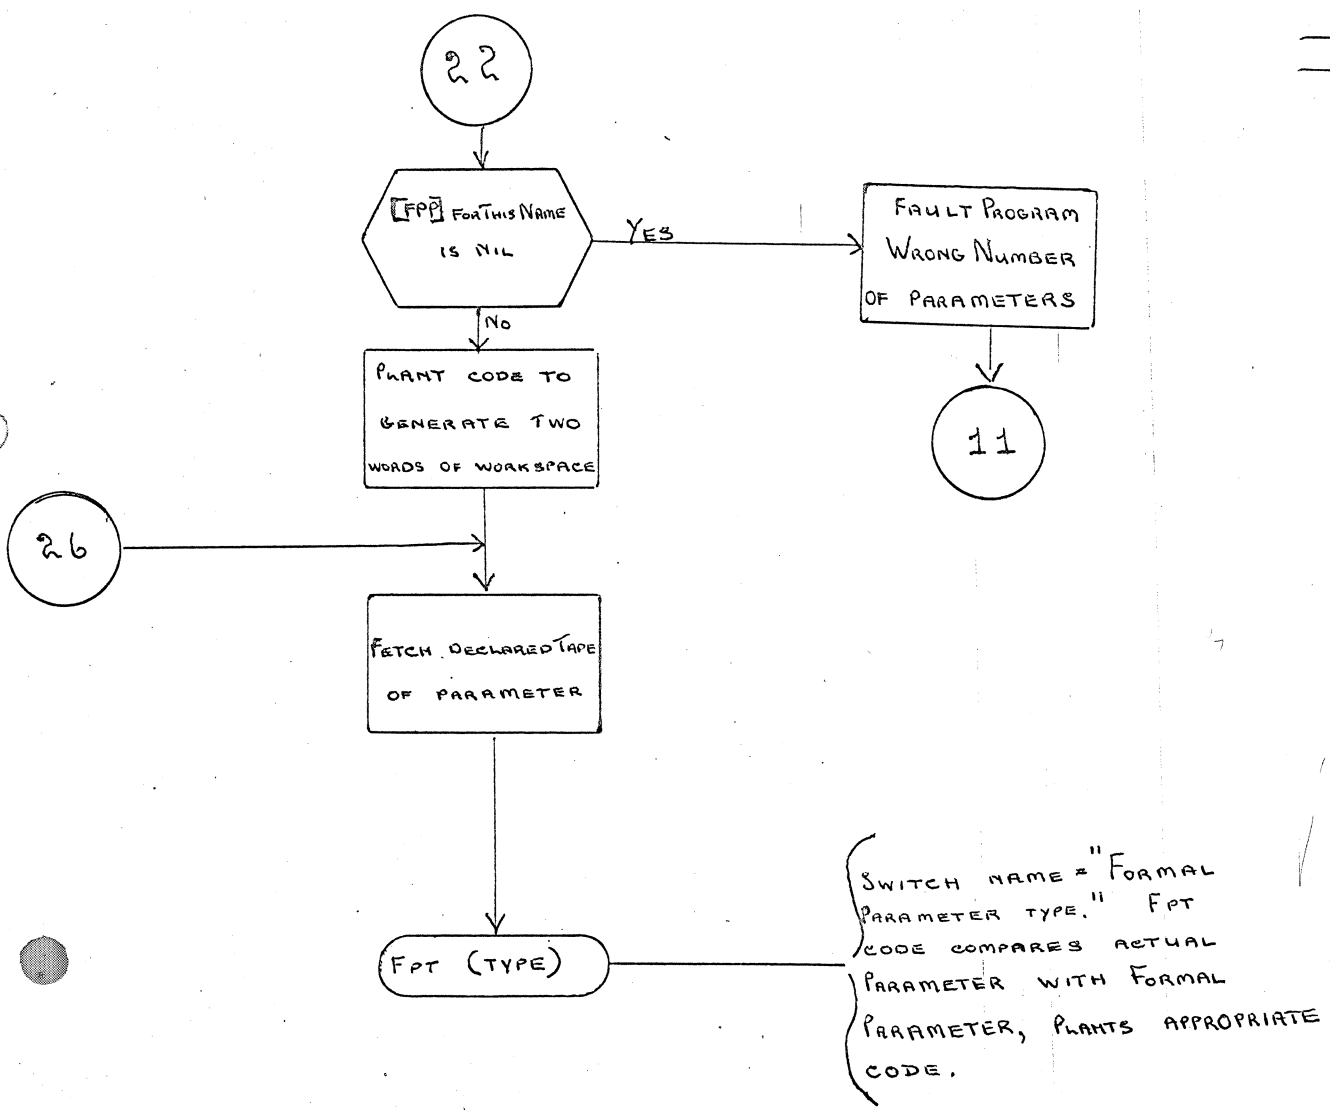 22
[FPP] FOR THIS NAME
IS NIL
YES
FAULT PROGRAM
WRONG NUMBER
OF PARAMETERS
NO
11
PLANT CODE TO
GENERATE TWO
WORDS OF WORKSPACE
26
FETCH DECLARED TAPE
OF PARAMETER
FPT (TYPE)
SWITCH NAME = "FORMAL
PARAMETER TYPE." FPT
CODE COMPARES ACTUAL
PARAMETER WITH FORMAL
PARAMETER, PLANTS APPROPRIATE
CODE.